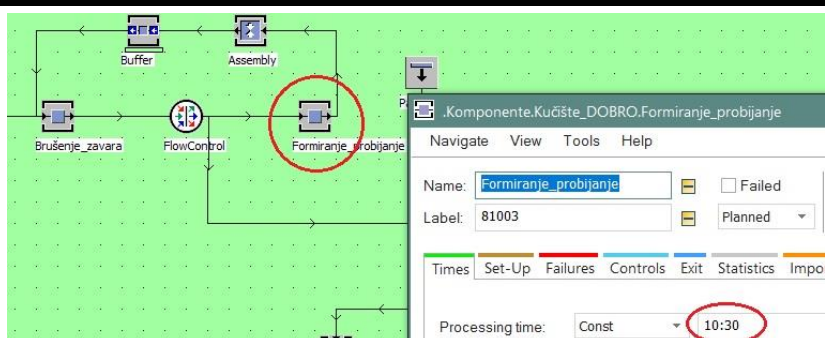 Buffer
Assembly
Brušenje_zavara
FlowControl
Formiranje_probijanje
.Komponente.Kučište_DOBRO.Formiranje_probijanje
Navigate View Tools Help
Name: Formiranje_probijanje Failed
Label: 81003 Planned
Times Set-Up Failures Controls Exit Statistics Impo
Processing time: Const 10:30